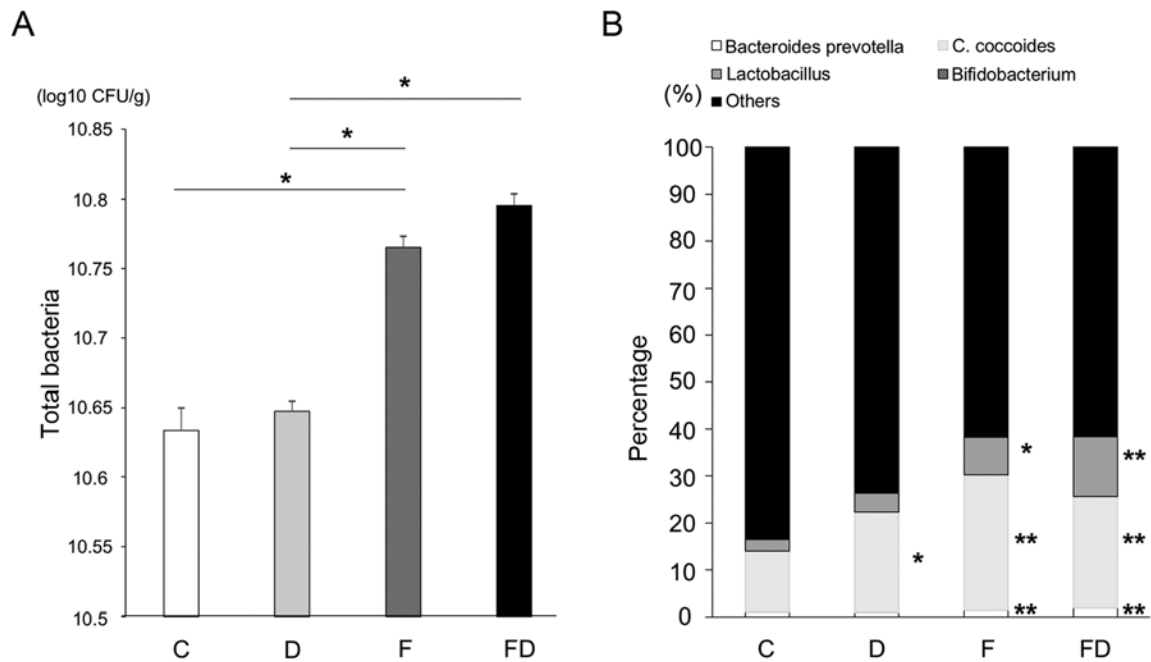 A
(log10 CFU/g)
Total bacteria
10.85
10.8
10.75
10.7
10.65
10.6
10.55
10.5
*
*
*
C D F FD
B
Bacteroides prevotella C. coccoides
Lactobacillus Bifidobacterium
Others
(%)
Percentage
100
90
80
70
60
50
40
30
20
10
0
* **
* ** **
** **
C D F FD